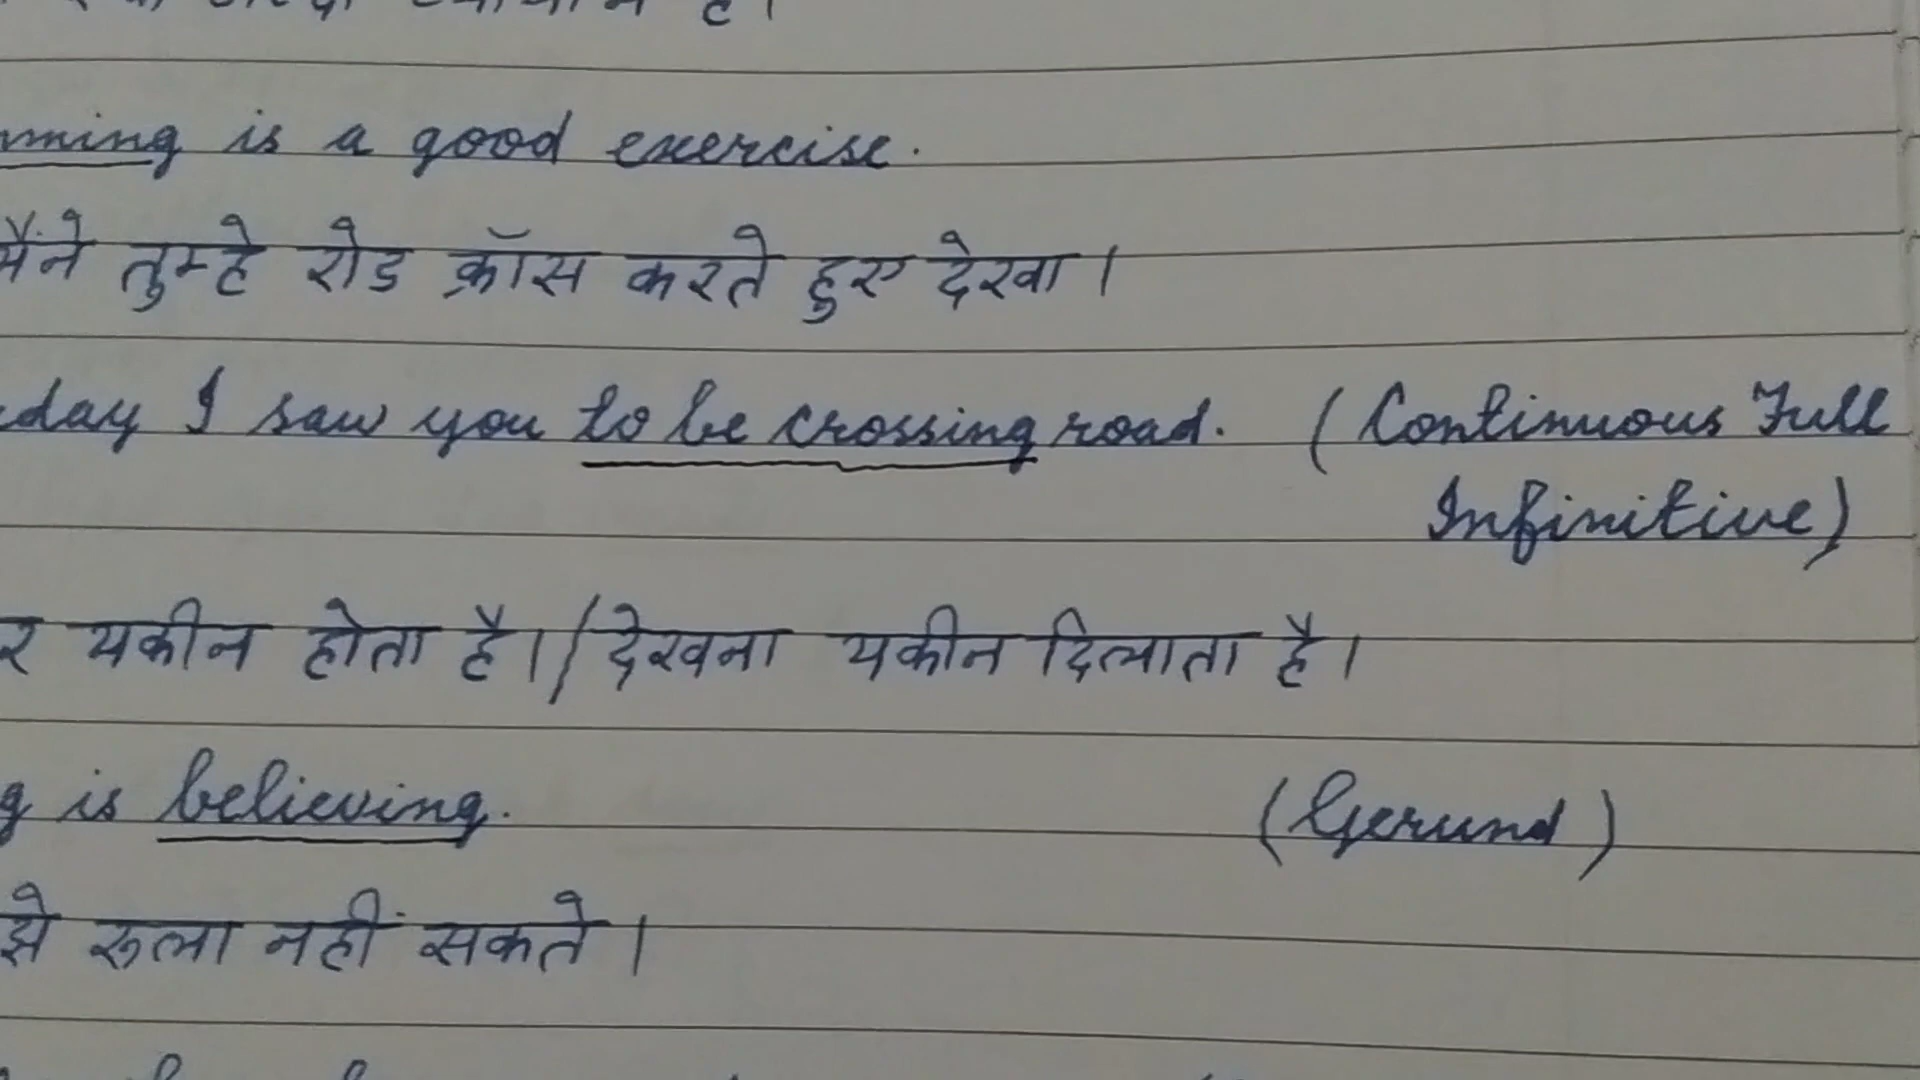 is a good exercise.
मैंने तुम्हे रोड क्रॉस करते हुए देखा।
I saw you to be crossing road. (Continuous Full
Infinitive)
यकीन होता है।/देखना यकीन दिलाता है।
is believing. (Gerund)
रूला नहीं सकते।